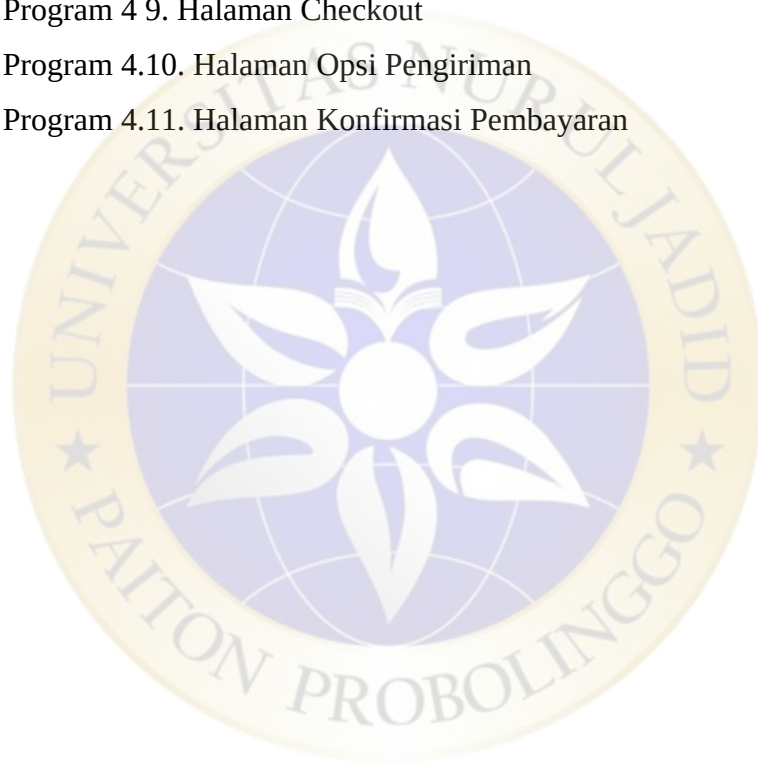 Program 4 9. Halaman Checkout
Program 4.10. Halaman Opsi Pengiriman
Program 4.11. Halaman Konfirmasi Pembayaran
UNIVERSITAS NURUL JADID
★ PAITON PROBOLINGGO ★